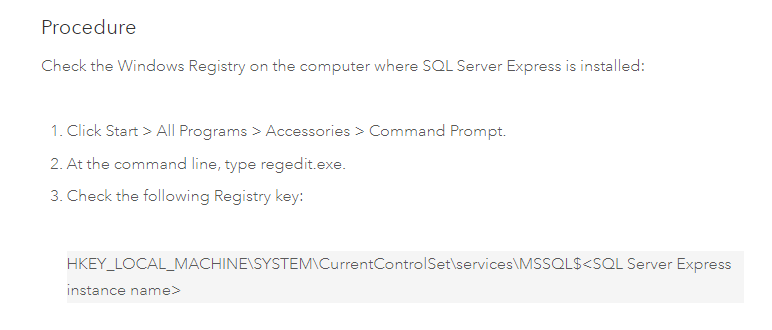 Procedure
Check the Windows Registry on the computer where SQL Server Express is installed:
1. Click Start > All Programs > Accessories > Command Prompt.
2. At the command line, type regedit.exe.
3. Check the following Registry key:
HKEY_LOCAL_MACHINE\SYSTEM\CurrentControlSet\services\MSSQL$<SQL Server Express
instance name>